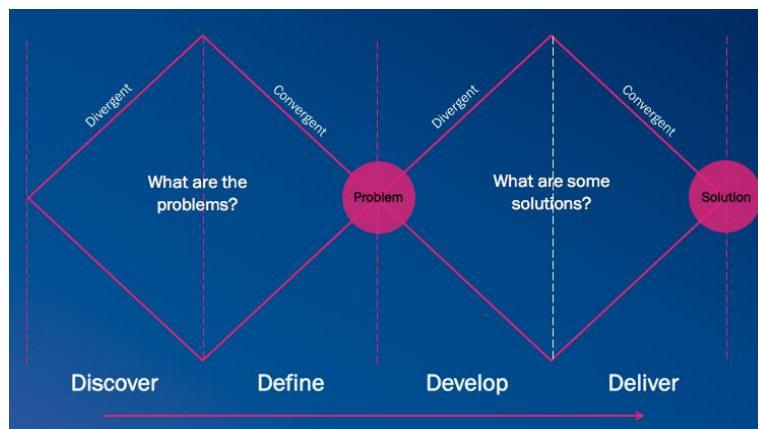 Divergent
Convergent
Divergent
Convergent
What are the
problems?
Problem
What are some
solutions?
Solution
Discover
Define
Develop
Deliver